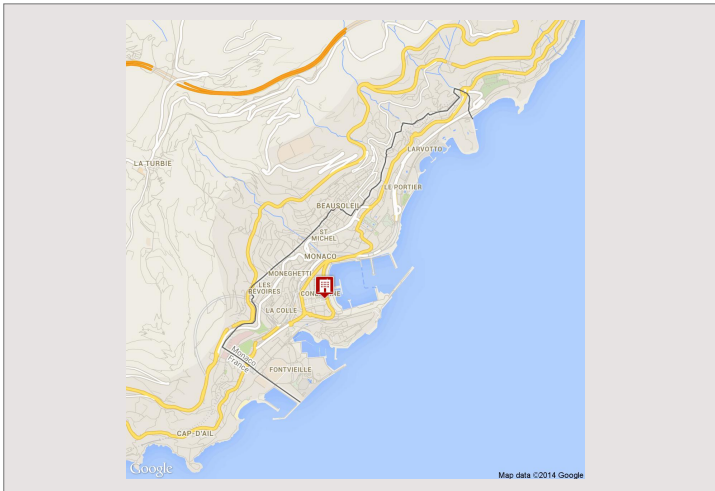 LARVOTTO
LA TURBIE
LE PORTIER
BEAUSOLEIL
ST
MICHEL
MONACO
MONEGHETTI
LES
RÉVOIRES
LA COLLE
Monaco
France
FONTVIEILLE
CAP-D'AIL
Google
Map data ©2014 Google